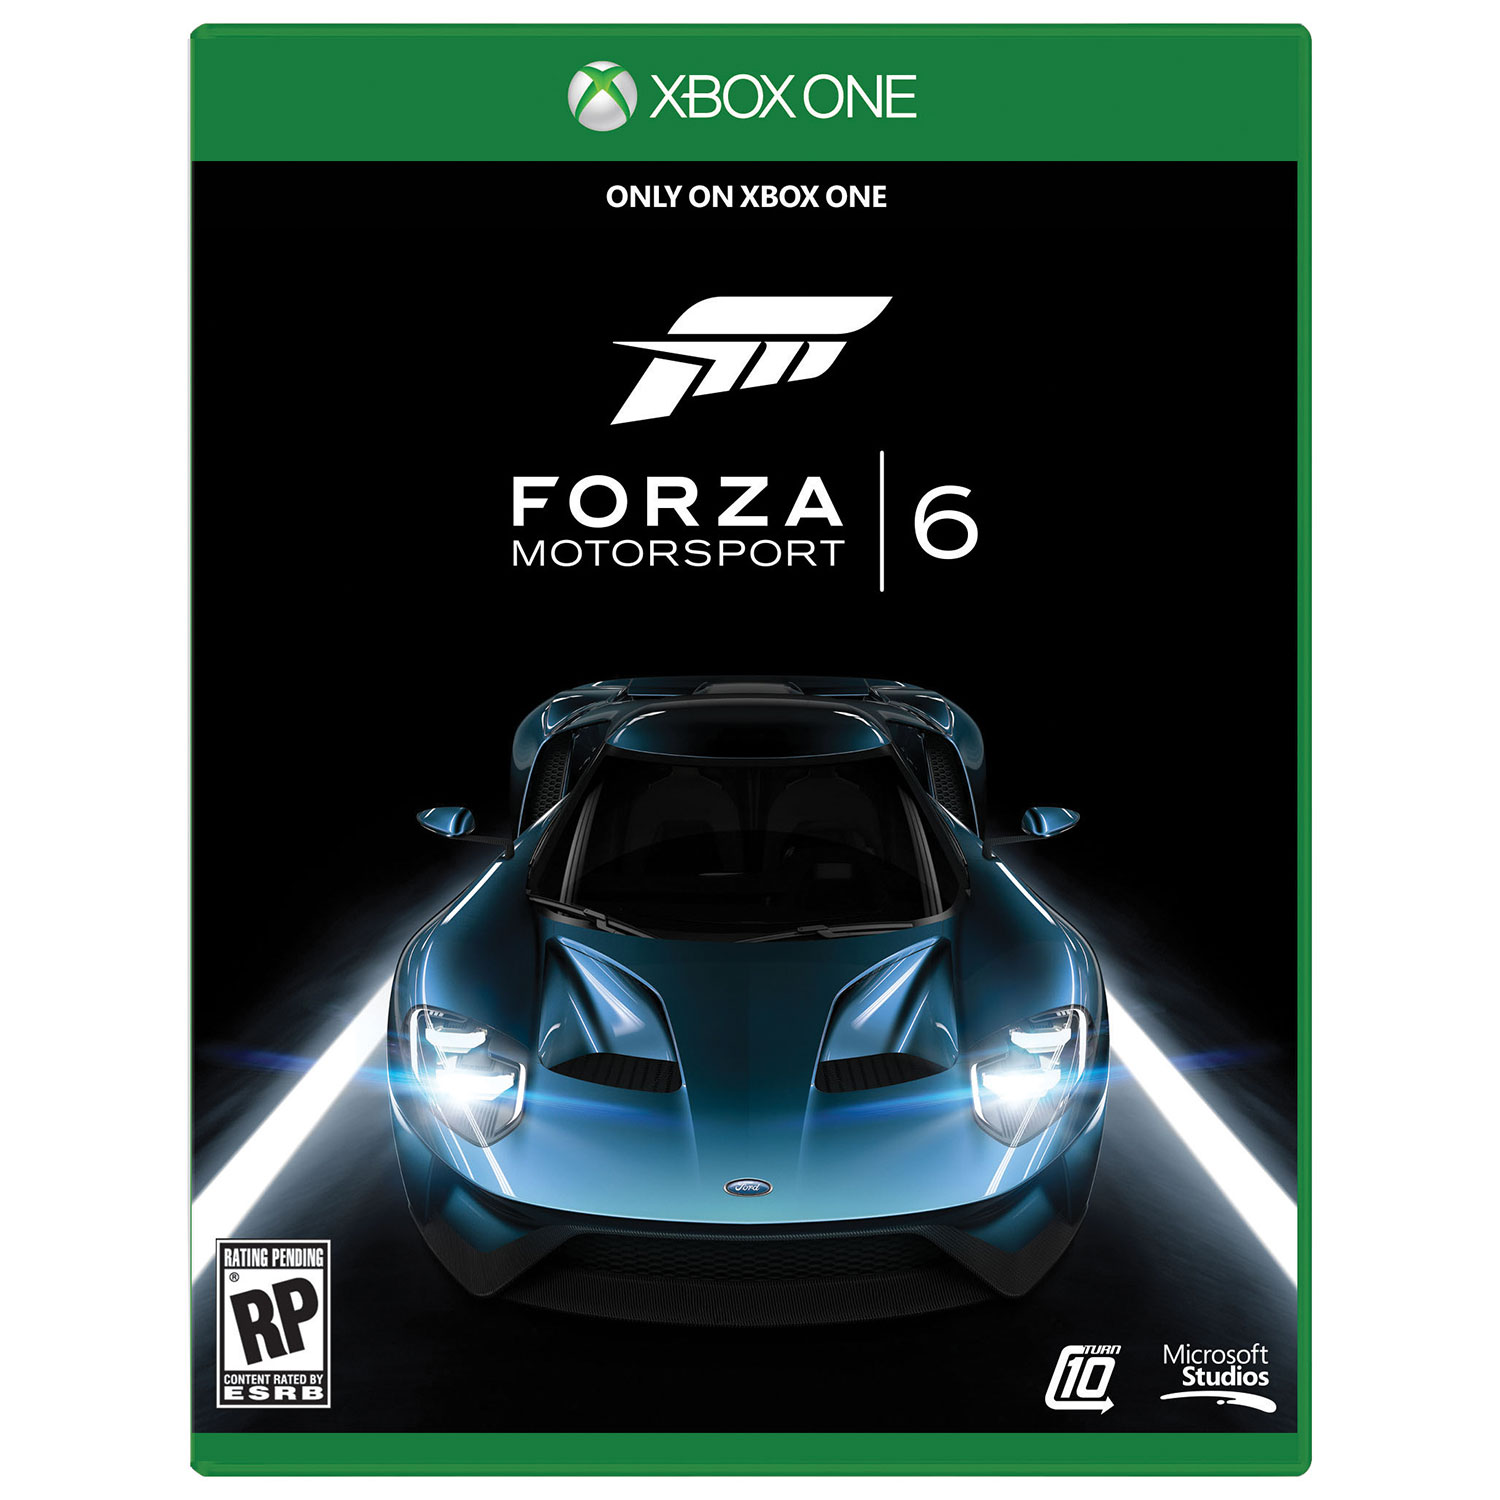 XBOX ONE
ONLY ON XBOX ONE
FORZA
MOTORSPORT
6
Ford
RATING PENDING
®
RP
CONTENT RATED BY
ESRB
TURN
10
Microsoft
Studios